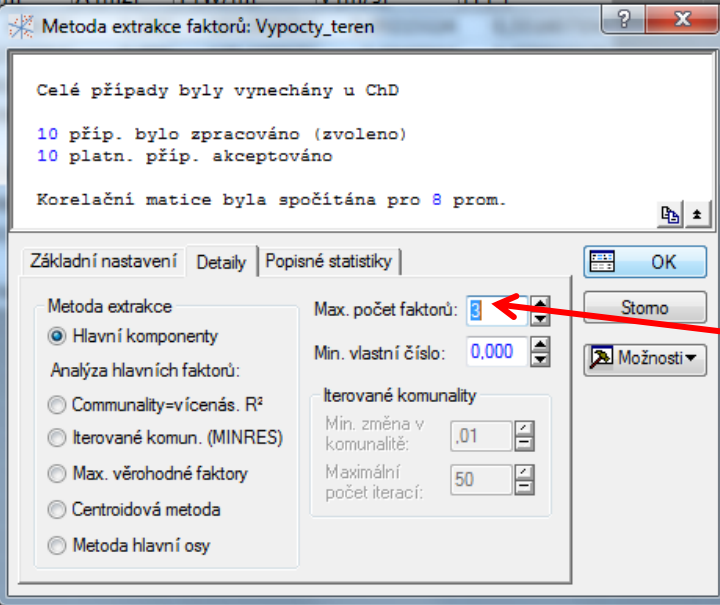 Metoda extrakce faktorů: Vypocty_teren
Celé případy byly vynechány u ChD
10 příp. bylo zpracováno (zvoleno)
10 platn. příp. akceptováno
Korelační matice byla spočítána pro 8 prom.
Základní nastavení Detaily Popisné statistiky
OK
Storno
Možnosti
Metoda extrakce
Hlavní komponenty
Analýza hlavních faktorů:
Communality=vícenás. R²
Iterované komun. (MINRES)
Max. věrohodné faktory
Centroidová metoda
Metoda hlavní osy
Max. počet faktorů: 3
Min. vlastní číslo: 0,000
Iterované komunality
Min. změna v
komunalitě: ,01
Maximální
počet iterací: 50